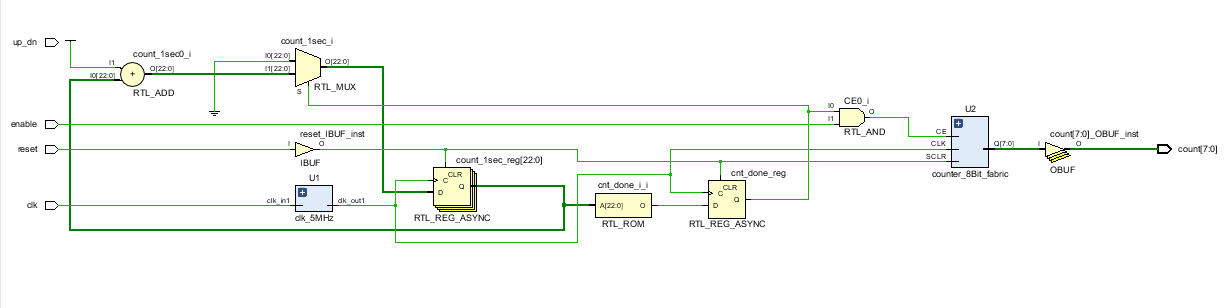 up_dn
count_1sec0_i
I1
I0[22:0]
+
O[22:0]
RTL_ADD
count_1sec_i
I0[22:0]
I1[22:0]
S
O[22:0]
RTL_MUX
enable
reset
reset_IBUF_inst
I
O
IBUF
clk
U1
clk_in1
clk_out1
clk_5MHz
count_1sec_reg[22:0]
CLR
C
D
Q
RTL_REG_ASYNC
cnt_done_i_i
A[22:0]
O
RTL_ROM
cnt_done_reg
CLR
C
D
Q
RTL_REG_ASYNC
CE0_i
I0
I1
O
RTL_AND
U2
CE
CLK
SCLR
Q[7:0]
counter_8Bit_fabric
count[7:0]_OBUF_inst
I
O
OBUF
count[7:0]